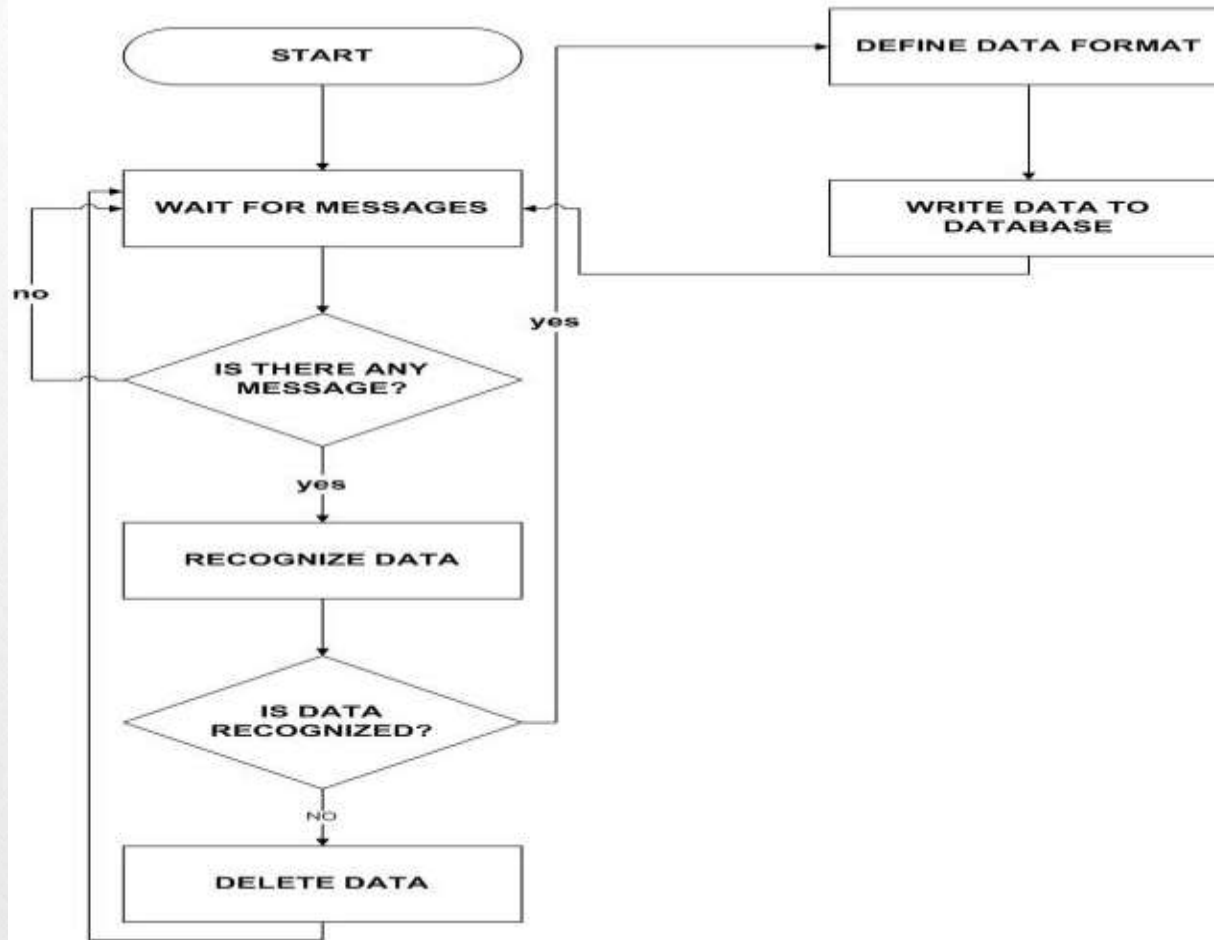 START
WAIT FOR MESSAGES
no
IS THERE ANY
MESSAGE?
yes
RECOGNIZE DATA
IS DATA
RECOGNIZED?
NO
DELETE DATA
yes
DEFINE DATA FORMAT
WRITE DATA TO
DATABASE